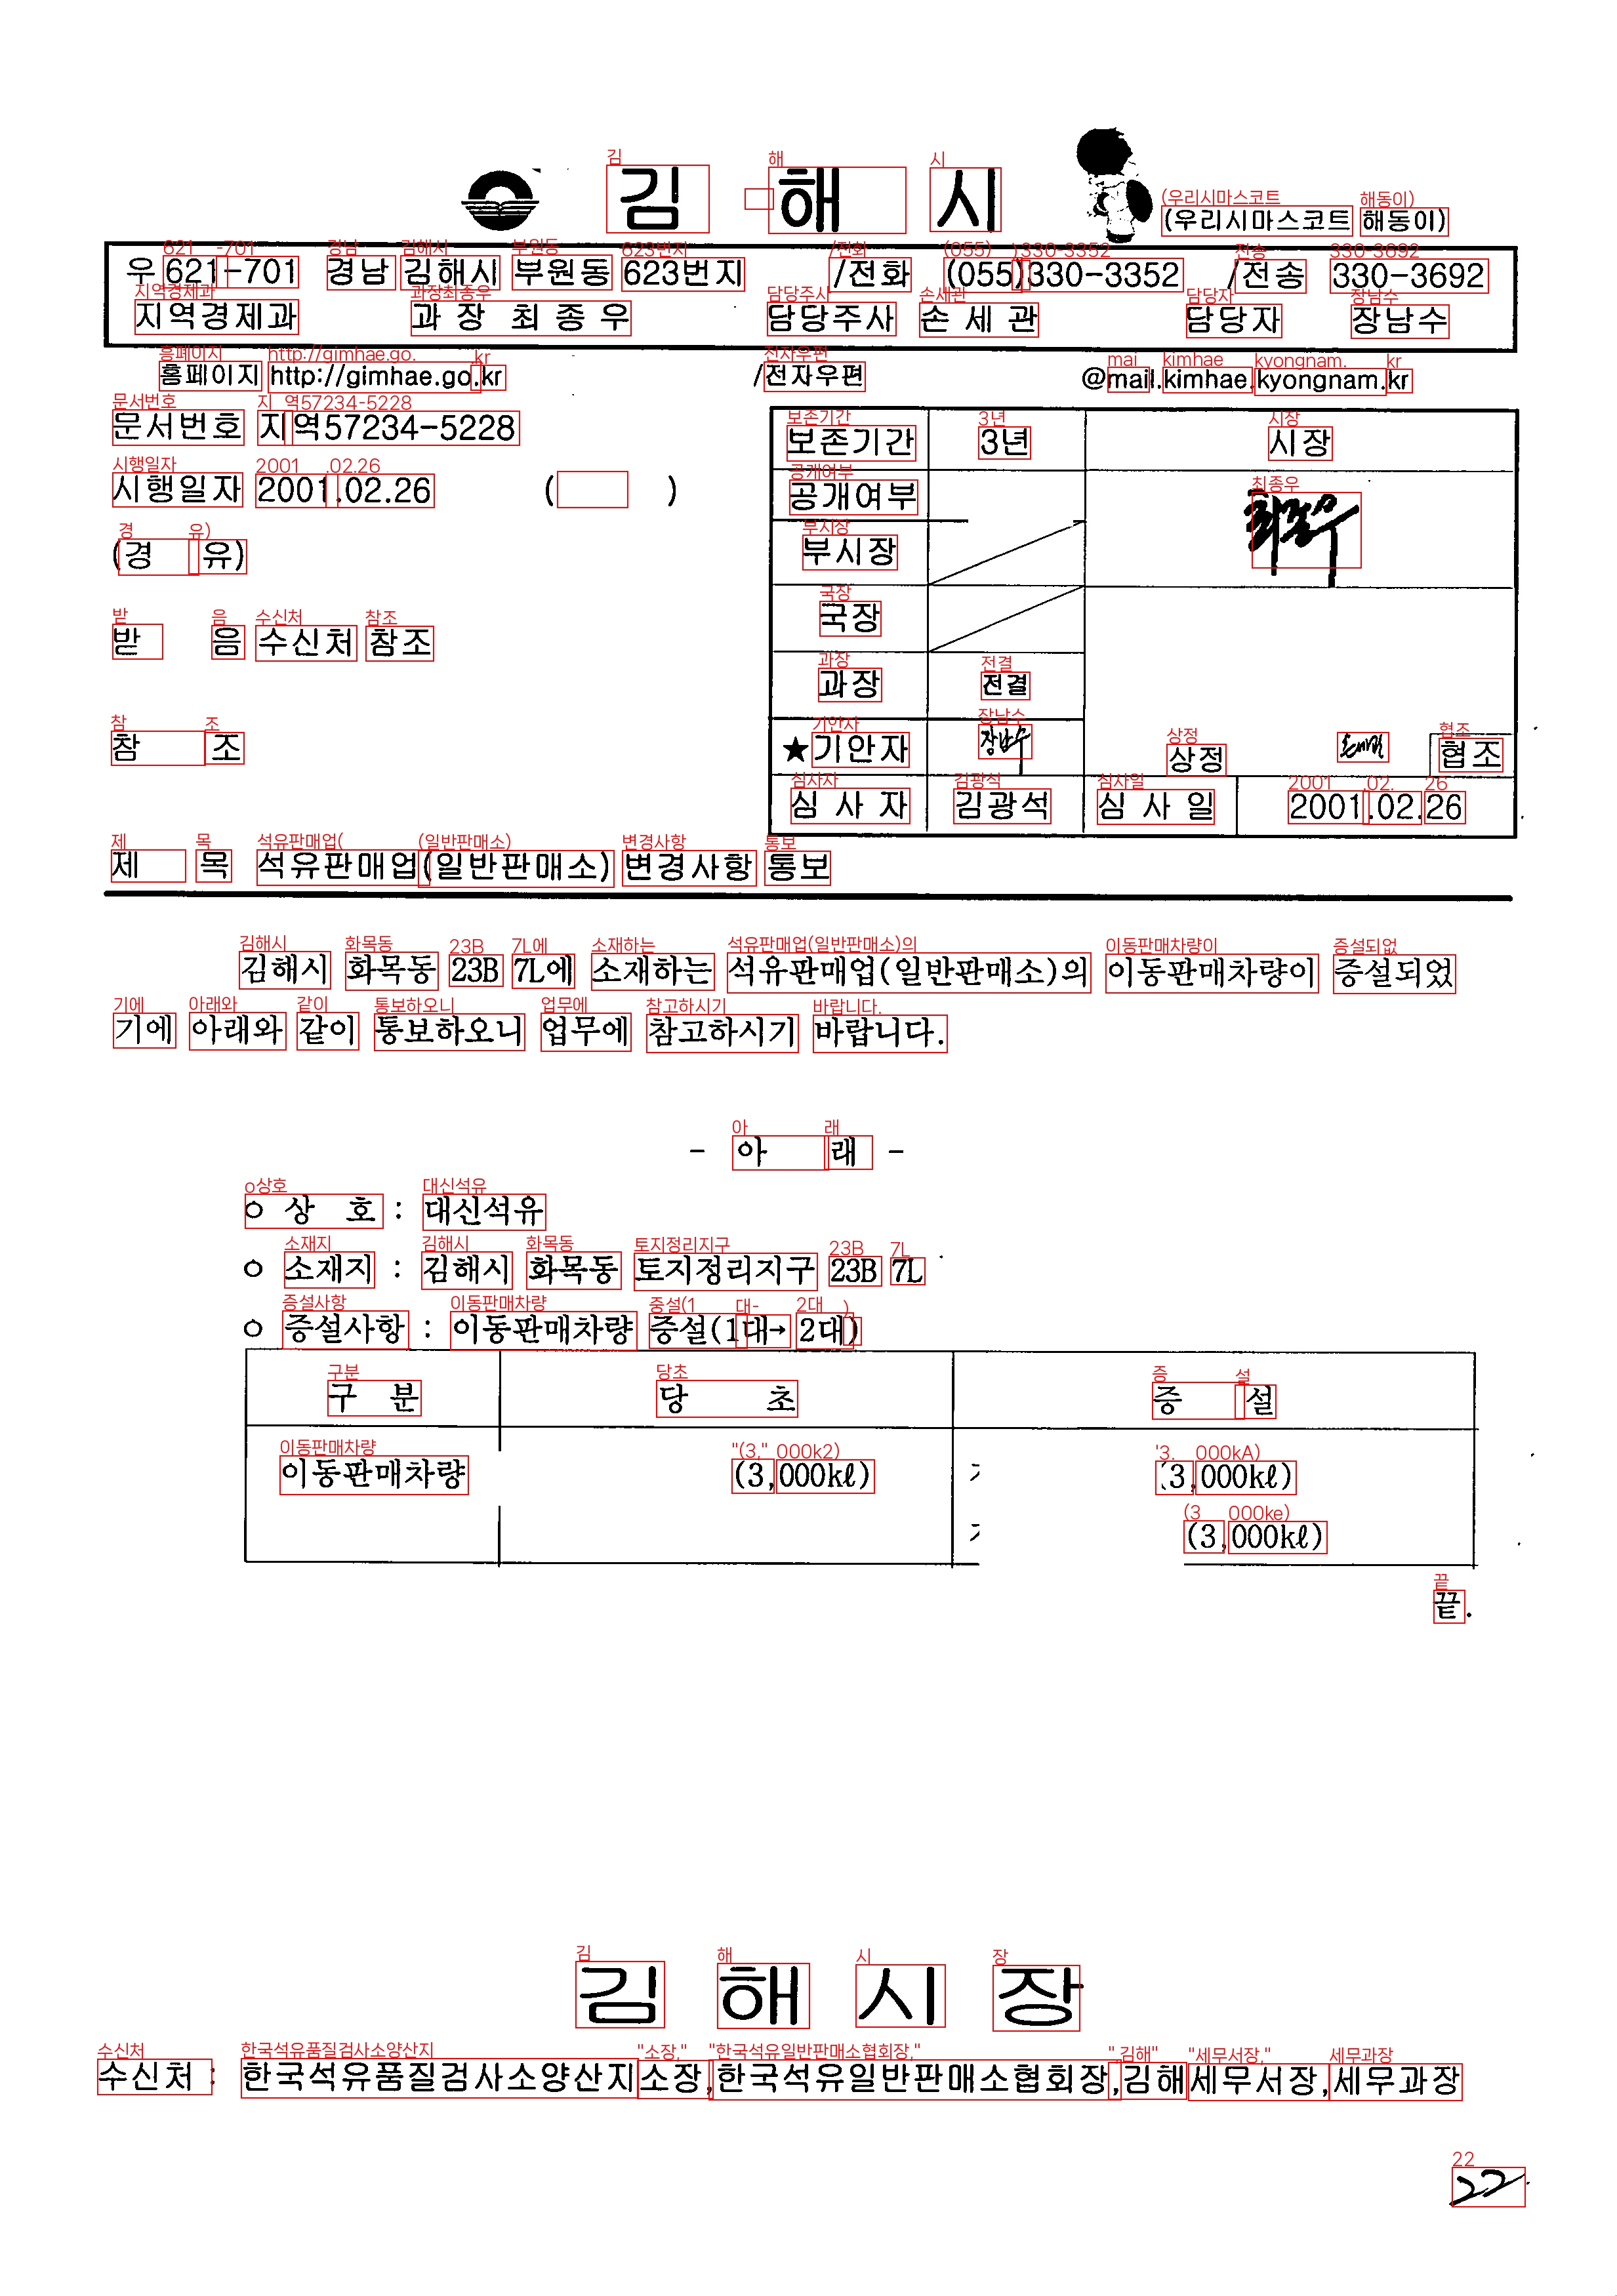 김 해 시 (우리시마스코트 해동이)
우 621-701 경남 김해시 부원동 623번지 /전화 (055)330-3352 /전송 330-3692
지역경제과 과 장 최 종 우 담당주사 손 세 관 담당자 장남수
홈페이지 http://gimhae.go.kr /전자우편 @mail.kimhae.kyongnam.kr
문서번호 지역57234-5228
시행일자 2001.02.26 ( )
(경 유)
받 음 수신처 참조
참 조
보존기간 3년 시장
공개여부 최종우
부시장
국장
과장 전결
★기안자 장남수 상정 협조
심 사 자 김광석 심 사 일 2001.02.26
제 목 석유판매업(일반판매소) 변경사항 통보
김해시 화목동 23B 7L에 소재하는 석유판매업(일반판매소)의 이동판매차량이 증설되었
기에 아래와 같이 통보하오니 업무에 참고하시기 바랍니다.
- 아 래 -
ㅇ 상 호 : 대신석유
ㅇ 소재지 : 김해시 화목동 토지정리지구 23B 7L
ㅇ 증설사항 : 이동판매차량 증설(1대→ 2대)
구 분 당 초 증 설
이동판매차량 (3,000kℓ) (3,000kℓ)
(3,000kℓ)
끝.
김 해 시 장
수신처 : 한국석유품질검사소양산지소장,한국석유일반판매소협회장,김해세무서장,세무과장
22